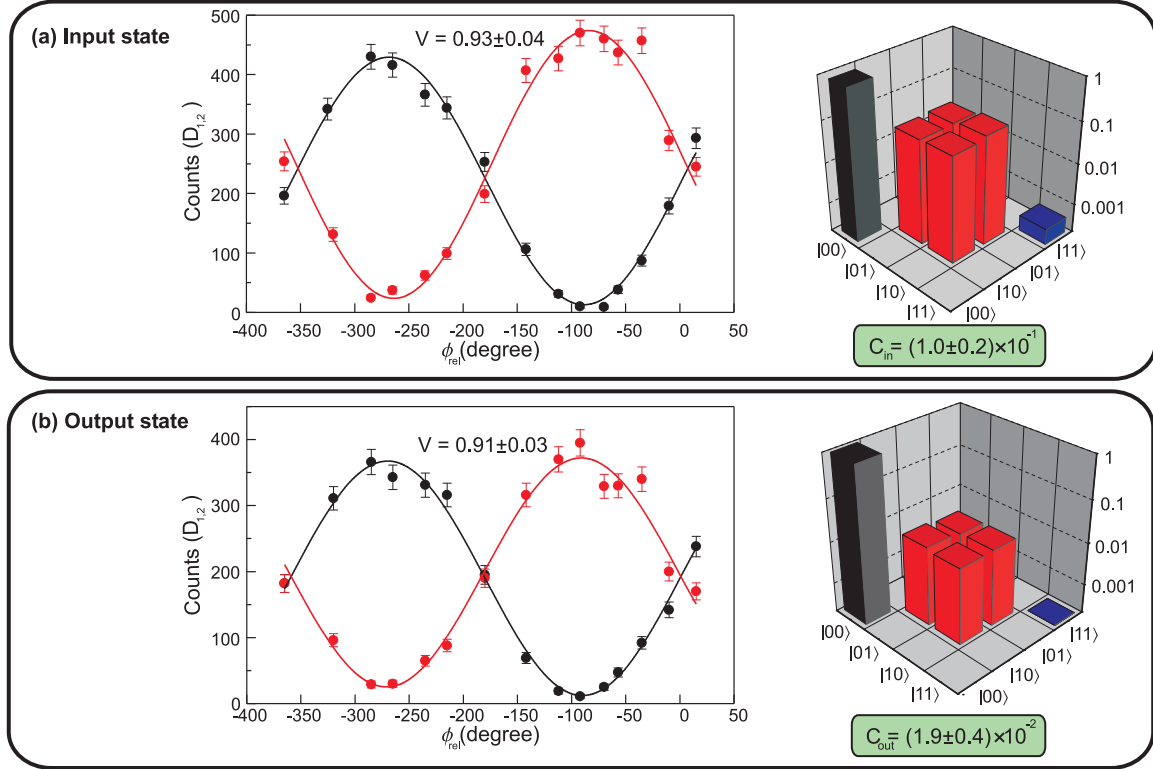 (a) Input state
V = 0.93±0.04
Counts (D1,2)
500
400
300
200
100
0
-400 -350 -300 -250 -200 -150 -100 -50 0 50
ϕrel(degree)
1
0.1
0.01
0.001
|00⟩ |01⟩ |10⟩ |11⟩
|00⟩ |10⟩ |01⟩ |11⟩
Cin= (1.0±0.2)×10-1
(b) Output state
V = 0.91±0.03
Counts (D1,2)
400
300
200
100
0
-400 -350 -300 -250 -200 -150 -100 -50 0 50
ϕrel(degree)
1
0.1
0.01
0.001
|00⟩ |01⟩ |10⟩ |11⟩
|00⟩ |10⟩ |01⟩ |11⟩
Cout= (1.9±0.4)×10-2